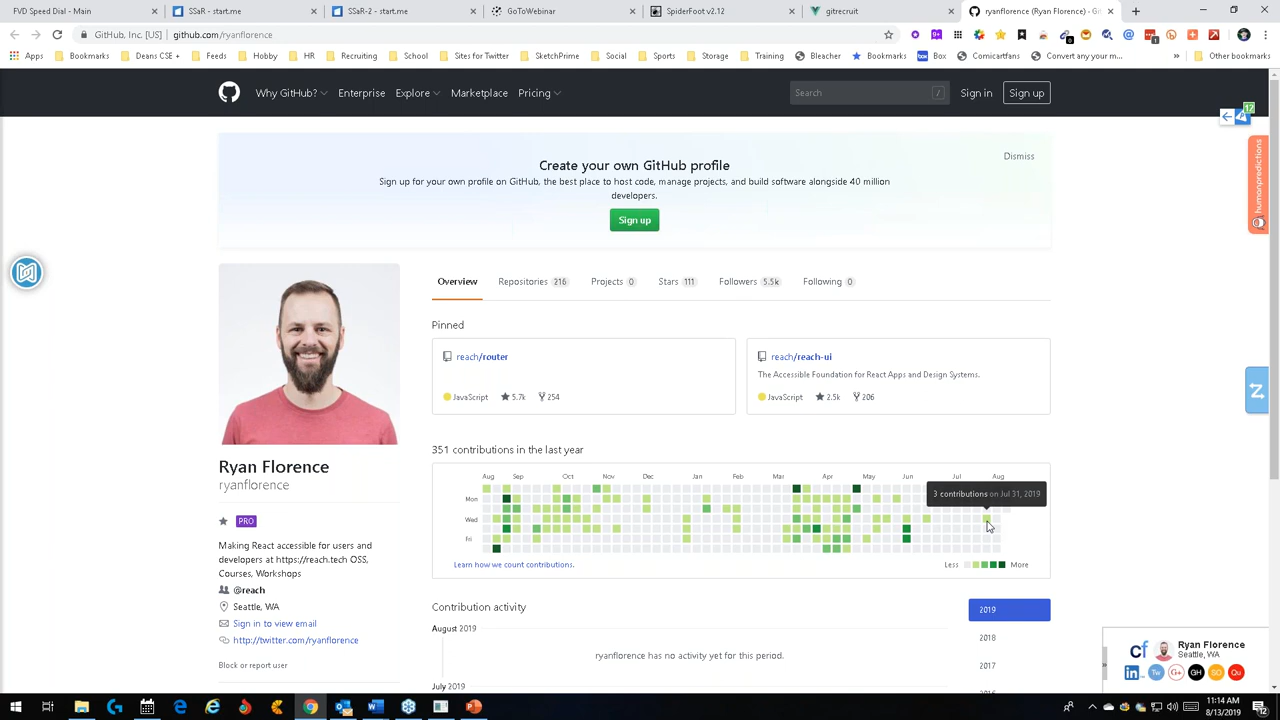 FVD Speed Dial - Main
SSaR - start.me
SSaR-2 - start.me
GoToWebinar
SpiderFoot v2.12
gitrecruit
ryanflorence (Ryan Florence) · Git
GitHub, Inc. [US] | github.com/ryanflorence
Apps
Bookmarks
Deans CSE +
Feeds
Hobby
HR
Recruiting
School
Sites for Twitter
SketchPrime
Social
Sports
Storage
Training
Bleacher
Bookmarks
Box
Comicartfans
Convert any your m...
»
Other bookmarks
Why GitHub?
Enterprise
Explore
Marketplace
Pricing
Search
/
Sign in
Sign up
12
humanpredictions
Create your own GitHub profile
Dismiss
Sign up for your own profile on GitHub, the best place to host code, manage projects, and build software alongside 40 million
developers.
Sign up
Overview
Repositories 216
Projects 0
Stars 111
Followers 5.5k
Following 0
Pinned
reach/router
JavaScript 5.7k 254
reach/reach-ui
The Accessible Foundation for React Apps and Design Systems.
JavaScript 2.5k 206
Ryan Florence
ryanflorence
PRO
Making React accessible for users and
developers at https://reach.tech OSS,
Courses, Workshops
@reach
Seattle, WA
Sign in to view email
http://twitter.com/ryanflorence
Block or report user
351 contributions in the last year
Aug Sep Oct Nov Dec Jan Feb Mar Apr May Jun Jul Aug
Mon
Wed
Fri
3 contributions on Jul 31, 2019
Learn how we count contributions.
Less
More
Contribution activity
2019
August 2019
2018
ryanflorence has no activity yet for this period.
2017
July 2019
cf
Ryan Florence
Seattle, WA
in
Tw
G+
GH
SO
Qu
11:14 AM
8/13/2019
12